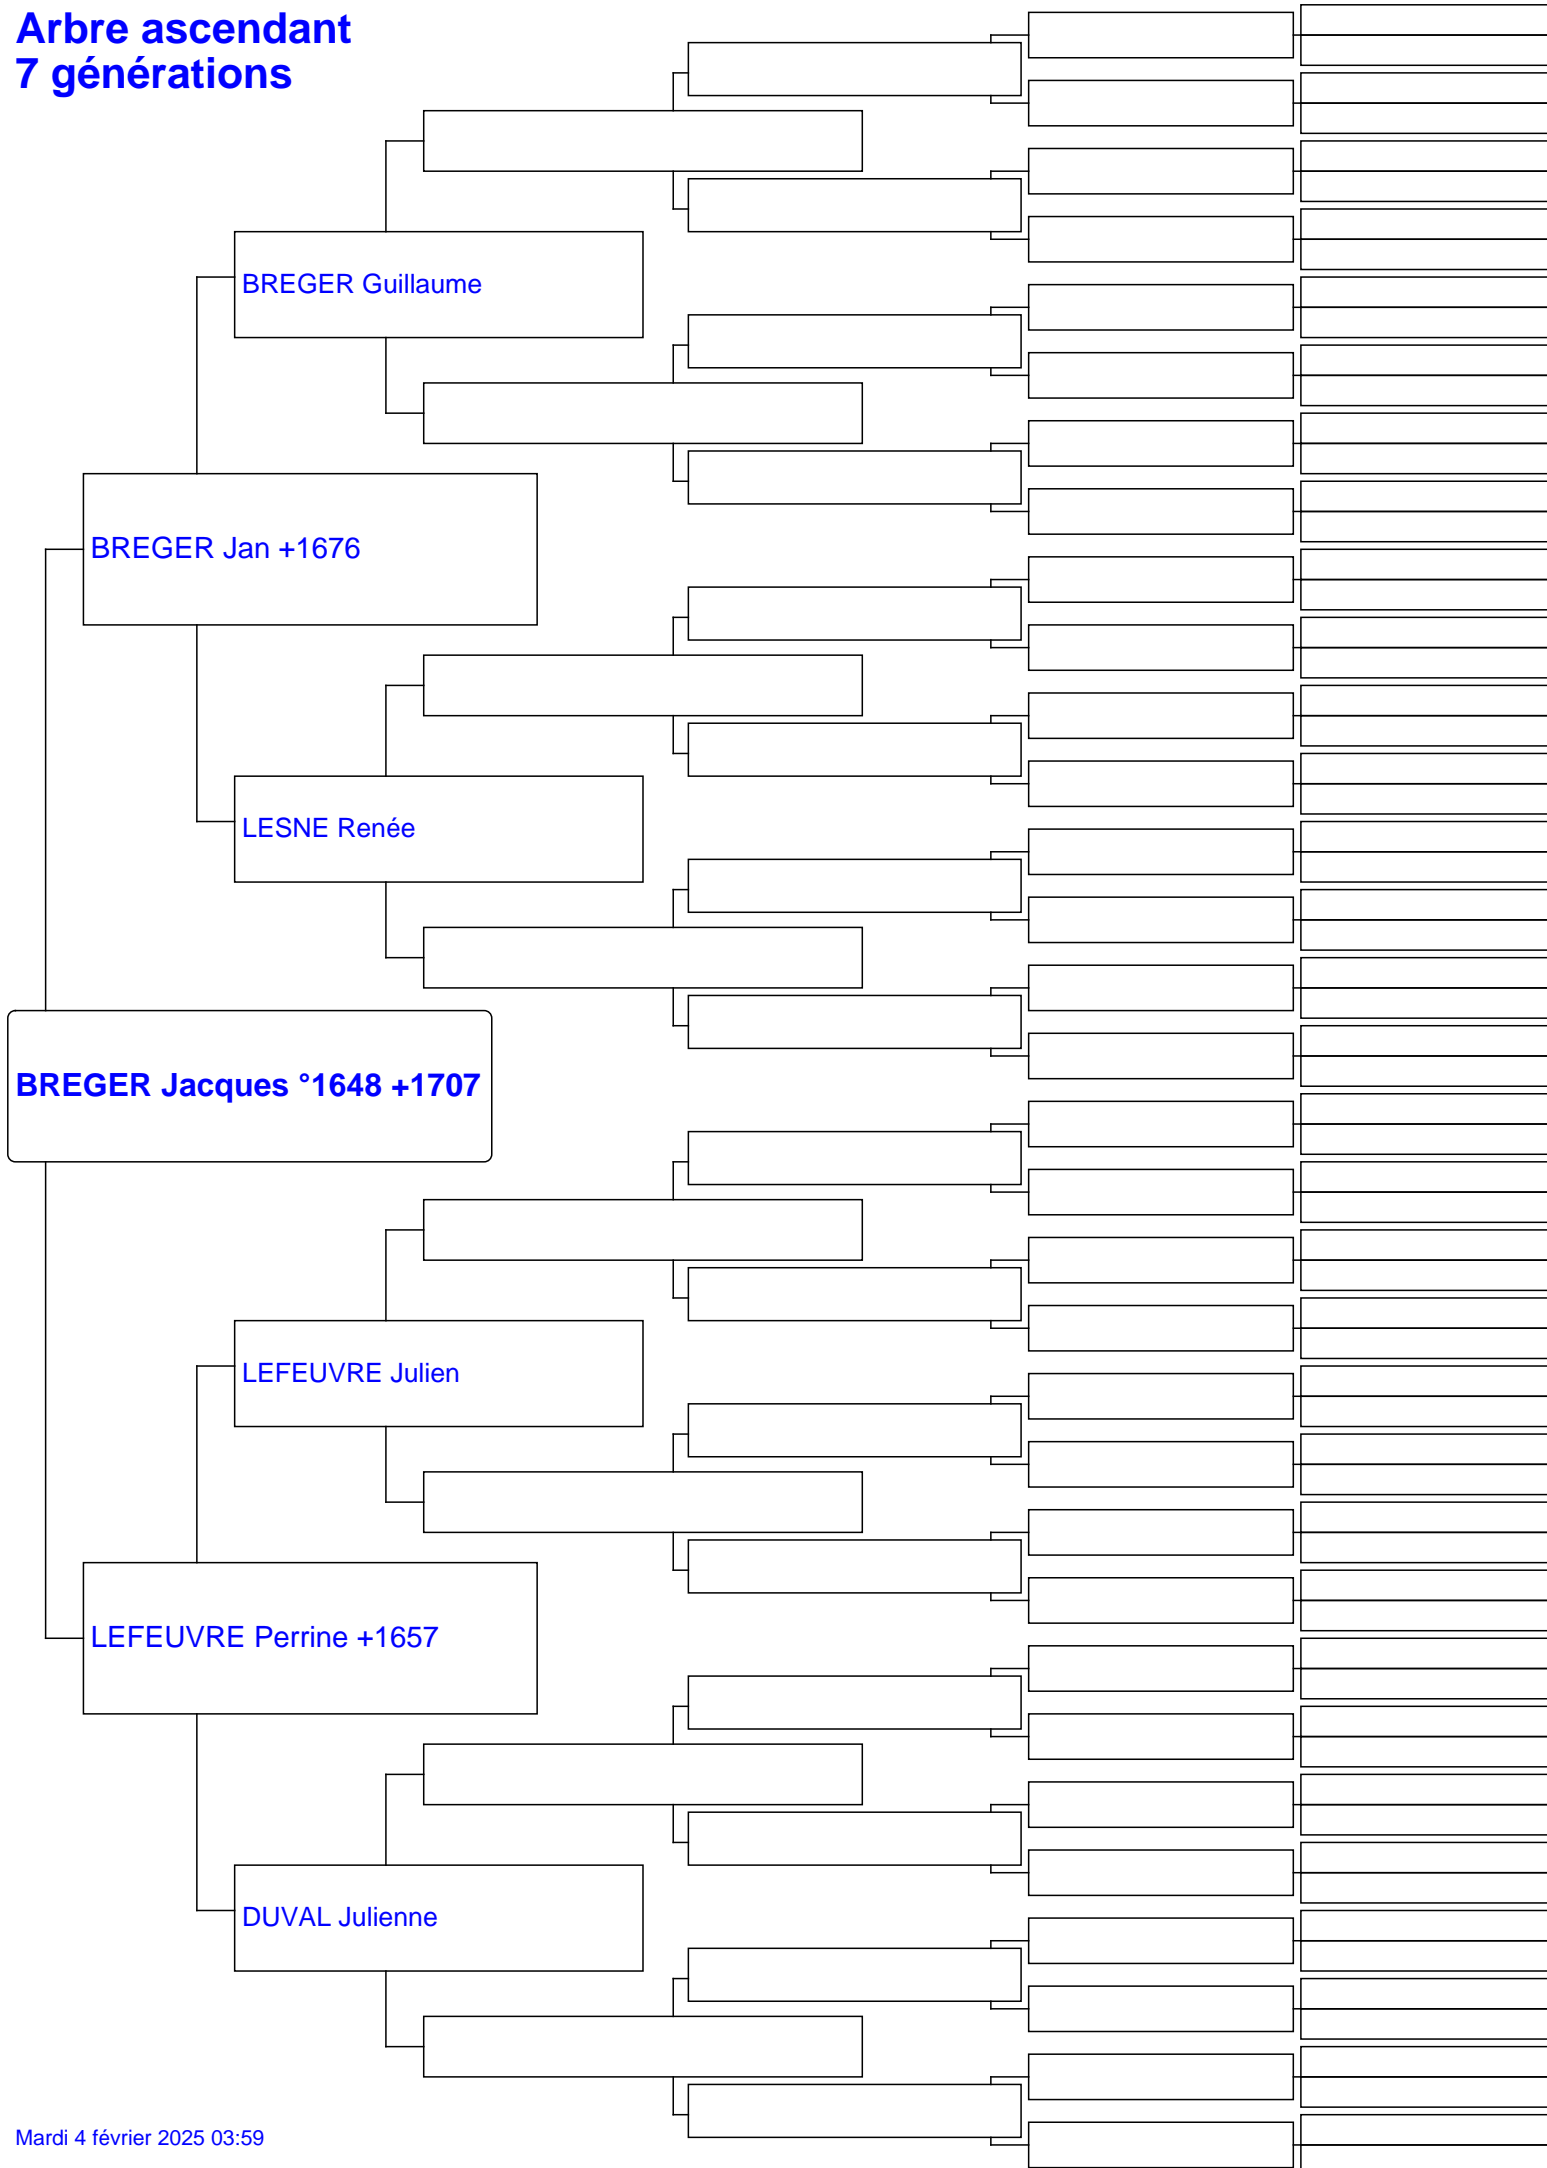 Arbre ascendant
7 générations
BREGER Guillaume
BREGER Jan +1676
LESNE Renée
BREGER Jacques °1648 +1707
LEFEUVRE Julien
LEFEUVRE Perrine +1657
DUVAL Julienne
Mardi 4 février 2025 03:59